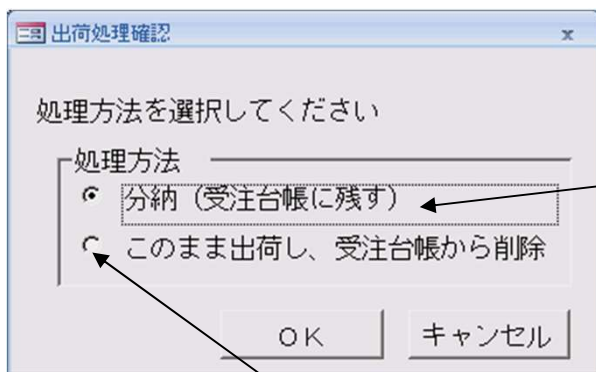 出荷処理確認
処理方法を選択してください
処理方法
分納（受注台帳に残す）
このまま出荷し、受注台帳から削除
OK
キャンセル